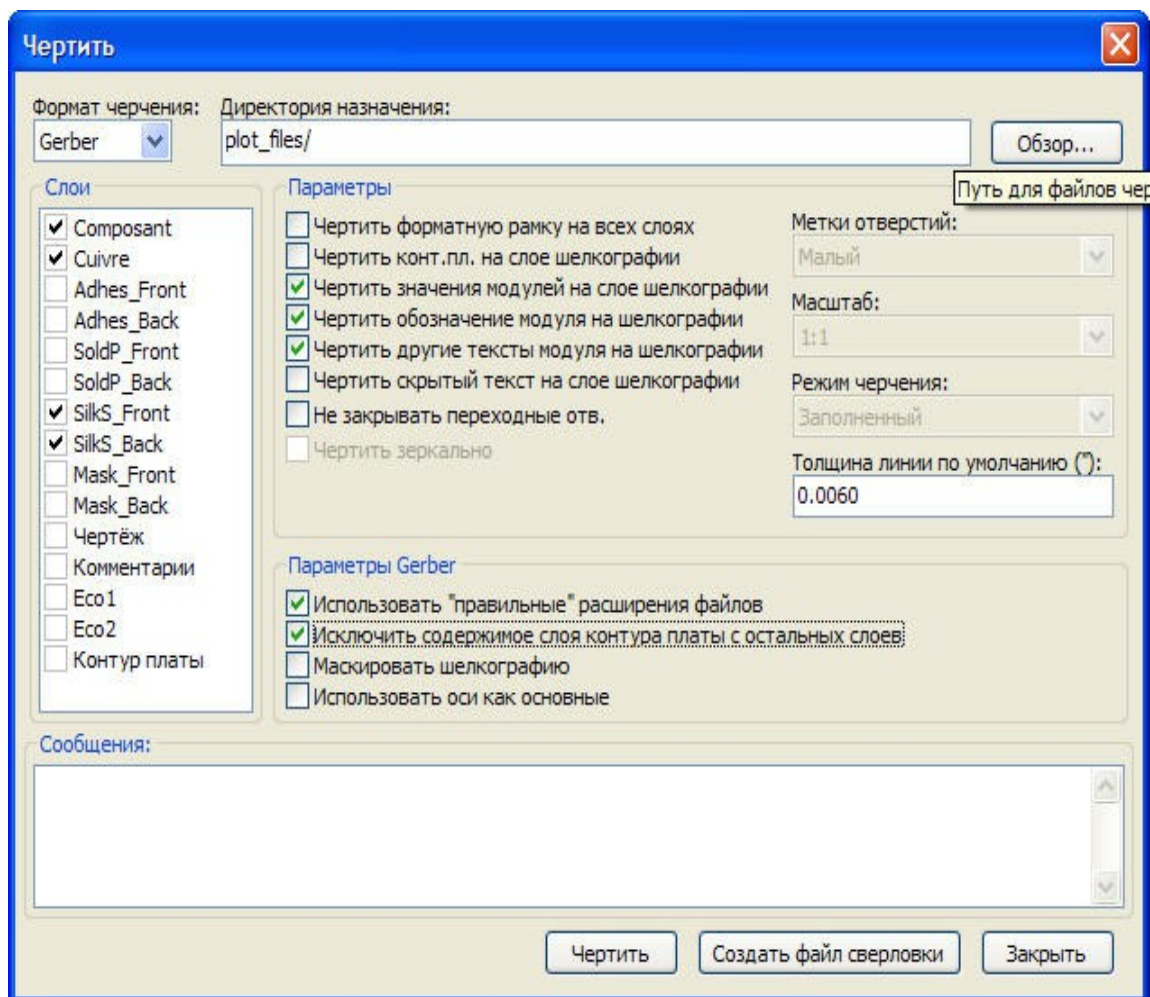 Чертить
Формат черчения:
Директория назначения:
Gerber
plot_files/
Обзор...
Путь для файлов чер
Слои
Composant
Cuivre
Adhes_Front
Adhes_Back
SoldP_Front
SoldP_Back
SilkS_Front
SilkS_Back
Mask_Front
Mask_Back
Чертёж
Комментарии
Eco1
Eco2
Контур платы
Параметры
Чертить форматную рамку на всех слоях
Чертить конт.пл. на слое шелкографии
Чертить значения модулей на слое шелкографии
Чертить обозначение модуля на шелкографии
Чертить другие тексты модуля на шелкографии
Чертить скрытый текст на слое шелкографии
Не закрывать переходные отв.
Чертить зеркально
Метки отверстий:
Малый
Масштаб:
1:1
Режим черчения:
Заполненный
Толщина линии по умолчанию ("):
0.0060
Параметры Gerber
Использовать "правильные" расширения файлов
Исключить содержимое слоя контура платы с остальных слоев
Маскировать шелкографию
Использовать оси как основные
Сообщения:
Чертить
Создать файл сверловки
Закрыть